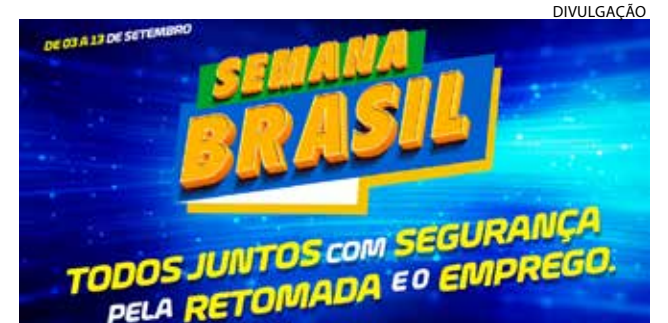 DIVULGAÇÃO
DE 03 A 13 DE SETEMBRO
SEMANA
BRASIL
TODOS JUNTOS COM SEGURANÇA
PELA RETOMADA E O EMPREGO.